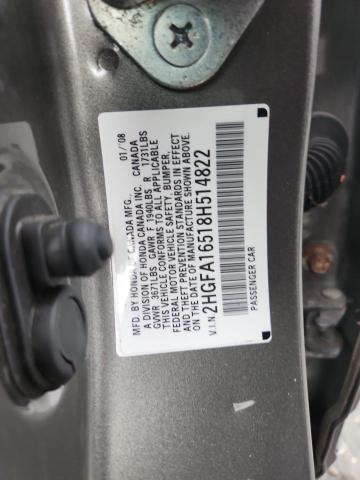 MFD. BY HONDA OF CANADA MFG., 01/'08
A DIVISION OF HONDA CANADA INC. CANADA
GVWR 3671LBS GAWR F 1940LBS R 1731LBS
THIS VEHICLE CONFORMS TO ALL APPLICABLE
FEDERAL MOTOR VEHICLE SAFETY, BUMPER,
AND THEFT PREVENTION STANDARDS IN EFFECT
ON THE DATE OF MANUFACTURE SHOWN ABOVE.
V.I.N. 2HGFA16518H514822
PASSENGER CAR